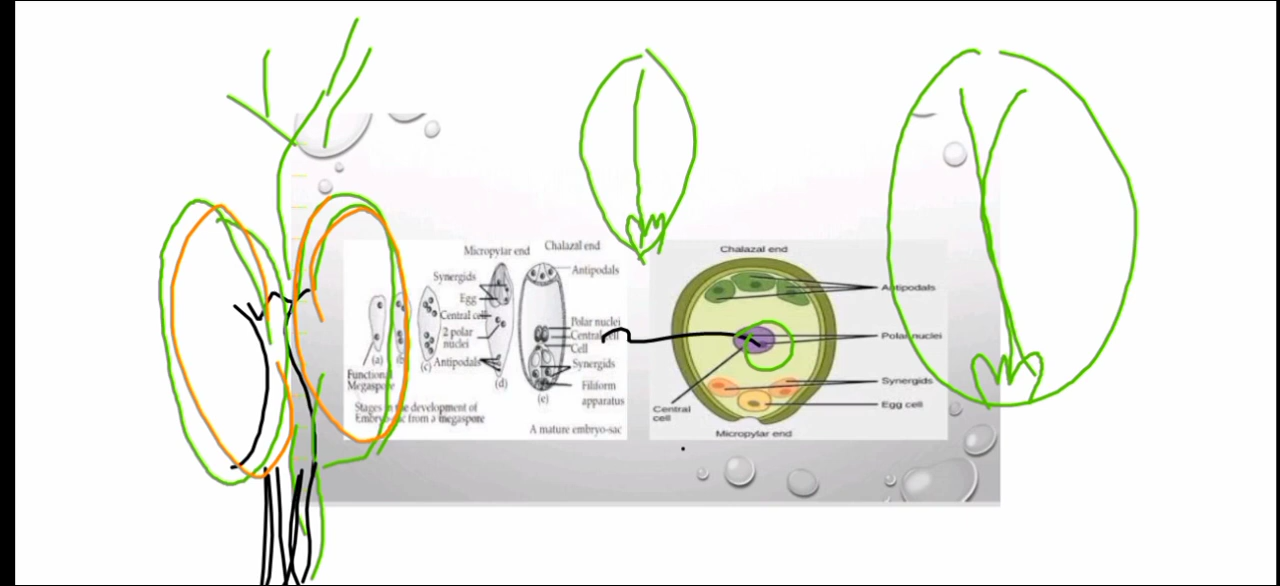 Micropylar end
Chalazal end
Synergids
Egg
Central cell
2 polar
nuclei
Antipodals
Antipodals
Polar nuclei
Central cell
Cell
Synergids
Filiform
apparatus
(a)
(b)
(c)
(d)
(e)
Functional
Megaspore
Stages in the development of
Embryo-sac from a megaspore
A mature embryo-sac
Chalazal end
Antipodals
Polar nuclei
Synergids
Egg cell
Central
cell
Micropylar end